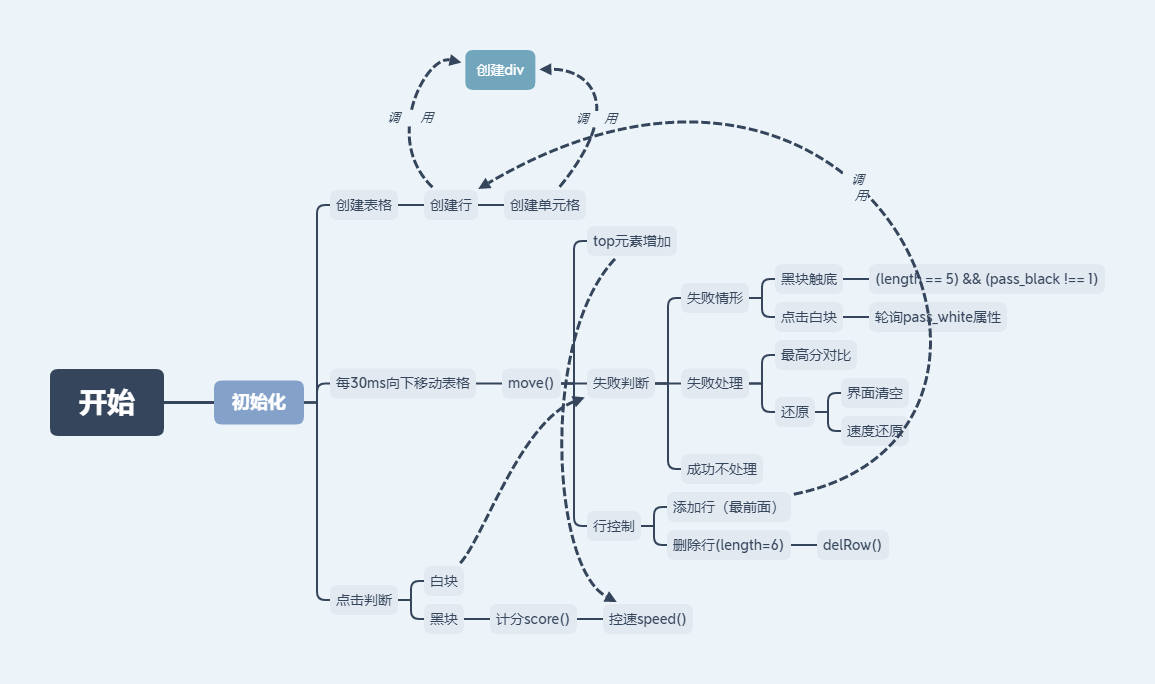 创建div
调 用
调 用
调
用
创建表格
创建行
创建单元格
top元素增加
失败情形
黑块触底
(length == 5) && (pass_black !== 1)
点击白块
轮询pass_white属性
开始
初始化
每30ms向下移动表格
move()
失败判断
失败处理
最高分对比
还原
界面清空
速度还原
成功不处理
行控制
添加行（最前面）
删除行(length=6)
delRow()
点击判断
白块
黑块
计分score()
控速speed()